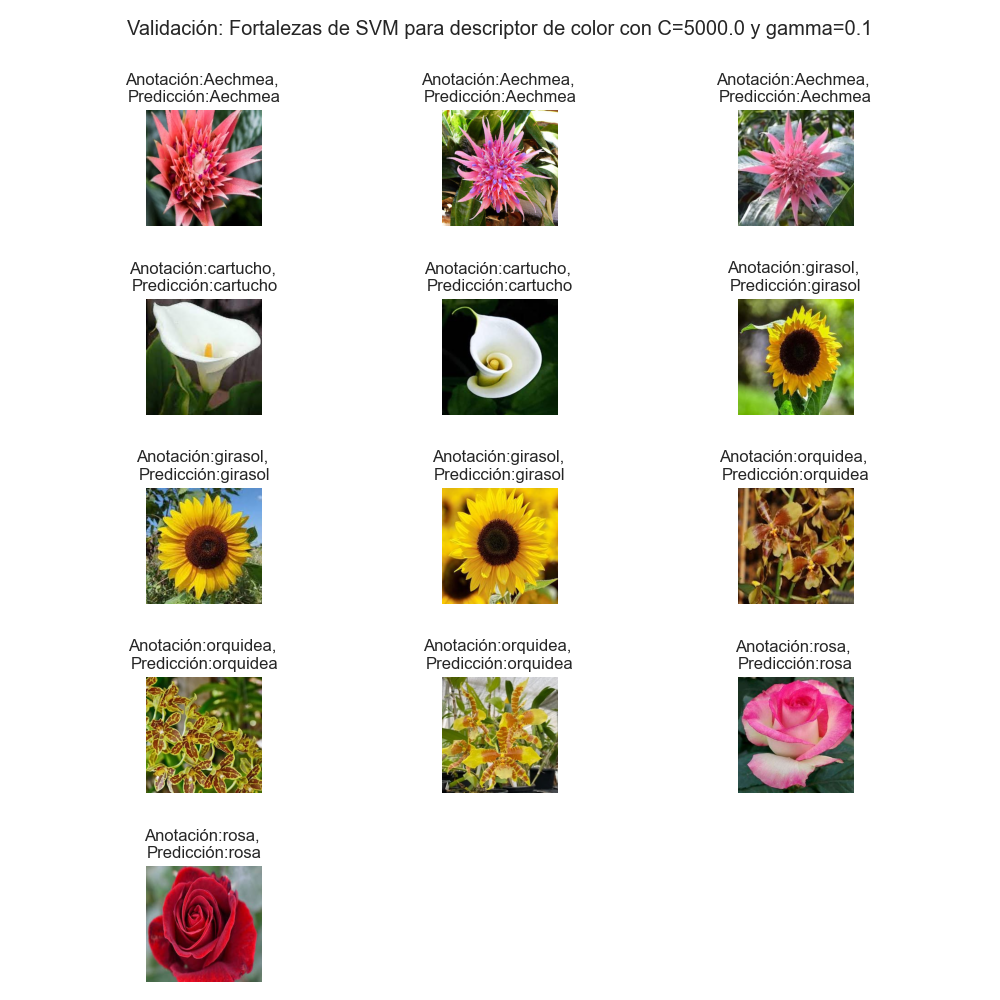 Validación: Fortalezas de SVM para descriptor de color con C=5000.0 y gamma=0.1
Anotación:Aechmea,
Predicción:Aechmea
Anotación:Aechmea,
Predicción:Aechmea
Anotación:Aechmea,
Predicción:Aechmea
Anotación:cartucho,
Predicción:cartucho
Anotación:cartucho,
Predicción:cartucho
Anotación:girasol,
Predicción:girasol
Anotación:girasol,
Predicción:girasol
Anotación:girasol,
Predicción:girasol
Anotación:orquidea,
Predicción:orquidea
Anotación:orquidea,
Predicción:orquidea
Anotación:orquidea,
Predicción:orquidea
Anotación:rosa,
Predicción:rosa
Anotación:rosa,
Predicción:rosa